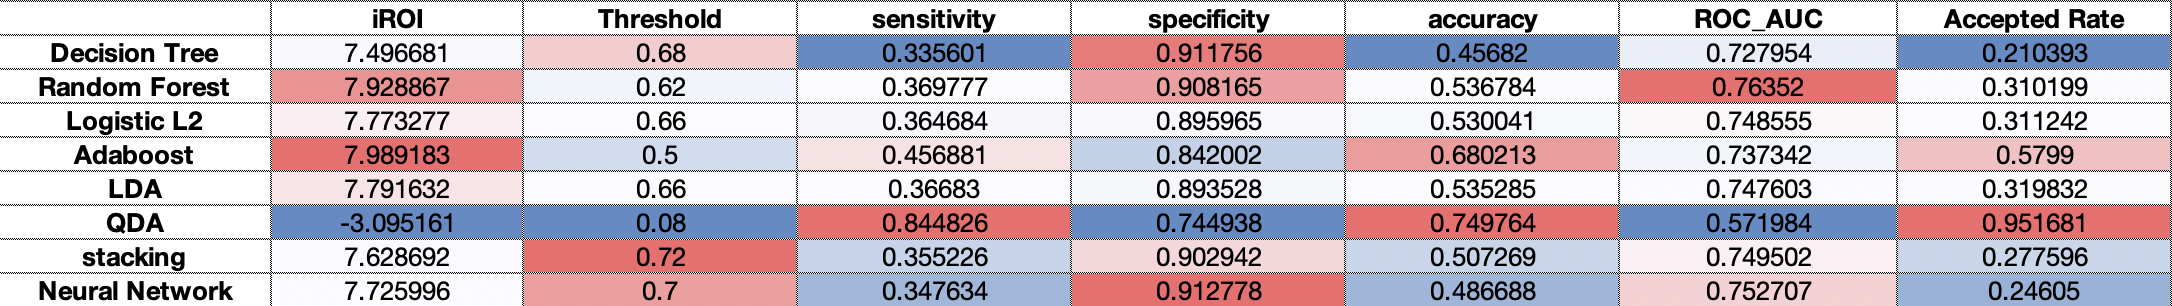 iROI Threshold sensitivity specificity accuracy ROC_AUC Accepted Rate
Decision Tree 7.496681 0.68 0.335601 0.911756 0.45682 0.727954 0.210393
Random Forest 7.928867 0.62 0.369777 0.908165 0.536784 0.76352 0.310199
Logistic L2 7.773277 0.66 0.364684 0.895965 0.530041 0.748555 0.311242
Adaboost 7.989183 0.5 0.456881 0.842002 0.680213 0.737342 0.5799
LDA 7.791632 0.66 0.36683 0.893528 0.535285 0.747603 0.319832
QDA -3.095161 0.08 0.844826 0.744938 0.749764 0.571984 0.951681
stacking 7.628692 0.72 0.355226 0.902942 0.507269 0.749502 0.277596
Neural Network 7.725996 0.7 0.347634 0.912778 0.486688 0.752707 0.24605